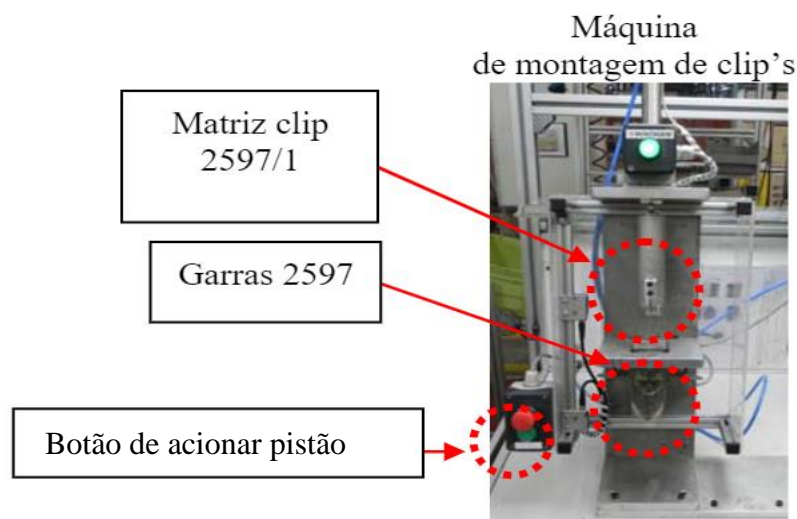 Máquina
de montagem de clip’s
Matriz clip
2597/1
Garras 2597
Botão de acionar pistão